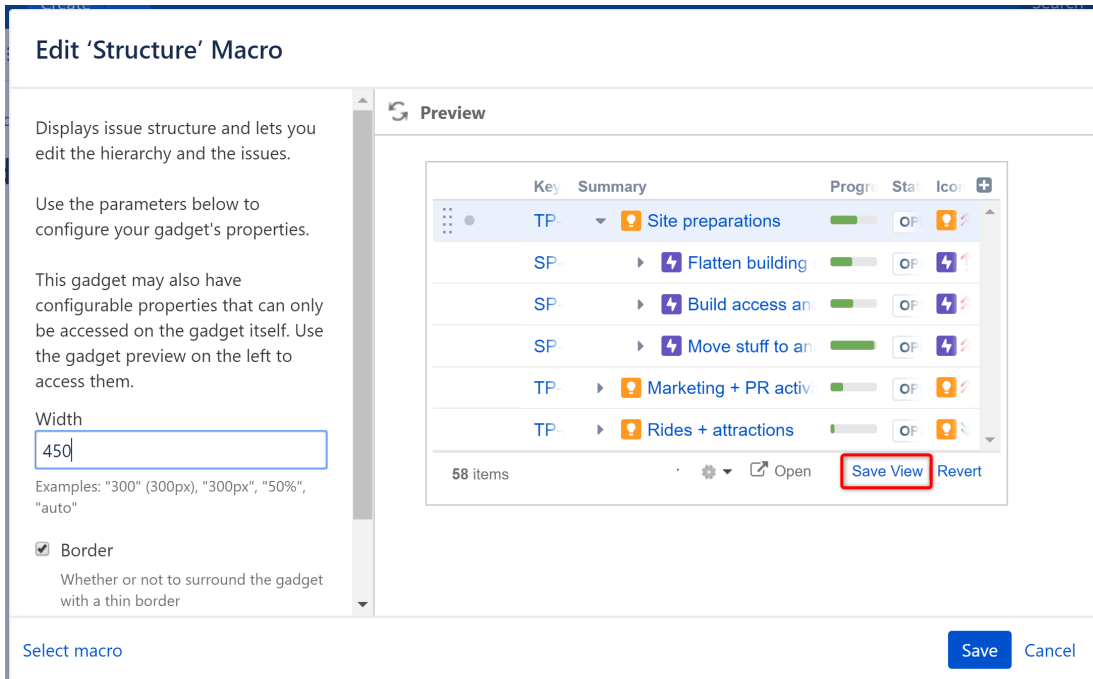 Create
Search
Edit ‘Structure’ Macro
Displays issue structure and lets you
edit the hierarchy and the issues.
Use the parameters below to
configure your gadget's properties.
This gadget may also have
configurable properties that can only
be accessed on the gadget itself. Use
the gadget preview on the left to
access them.
Width
450
Examples: "300" (300px), "300px", "50%",
"auto"
Border
Whether or not to surround the gadget
with a thin border
Preview
Key Summary Progre Stat Icon
TP- Site preparations OP
SP- Flatten building OP
SP- Build access and OP
SP- Move stuff to an OP
TP- Marketing + PR activi OP
TP- Rides + attractions OP
58 items Open Save View Revert
Select macro
Save Cancel